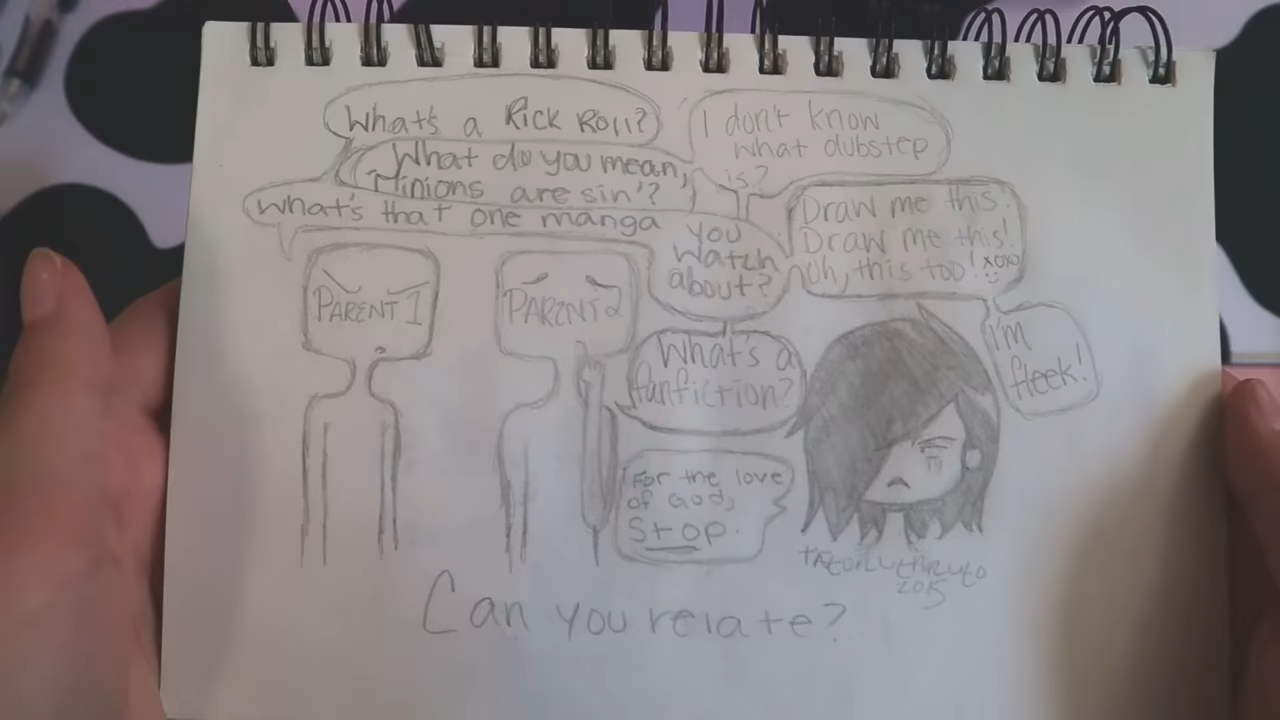 What's a Rick Roll?
I don't know
what dubstep
is?
What do you mean,
'Minions are sin'?
What's that one manga
you
watch
about?
Draw me this.
Draw me this!
Oh, this too! xoxo
I'm
fleek!
PARENT 1
PARENT 2
What's a
fanfiction?
For the love
of God,
Stop.
2015
Can you relate?